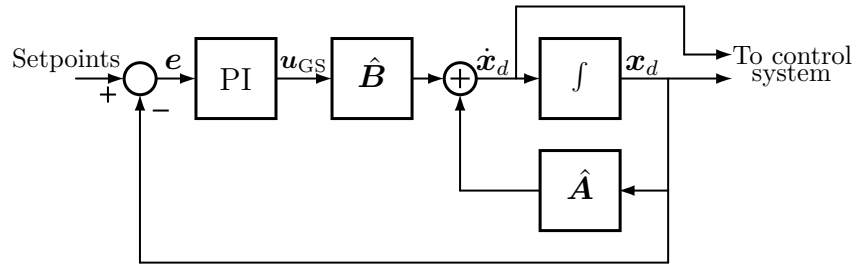 Setpoints
+
−
e
PI
u_GS
B̂
+
ẋ_d
∫
x_d
To control
system
Â